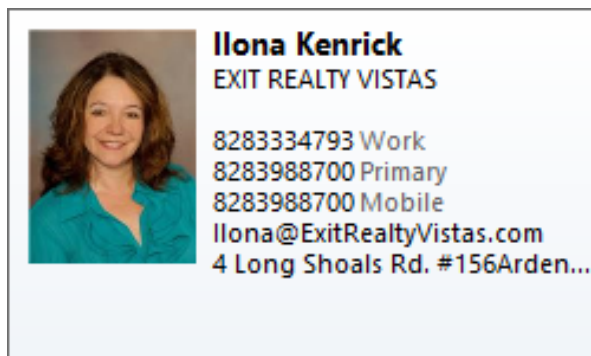 Ilona Kenrick
EXIT REALTY VISTAS
8283334793 Work
8283988700 Primary
8283988700 Mobile
Ilona@ExitRealtyVistas.com
4 Long Shoals Rd. #156Arden...